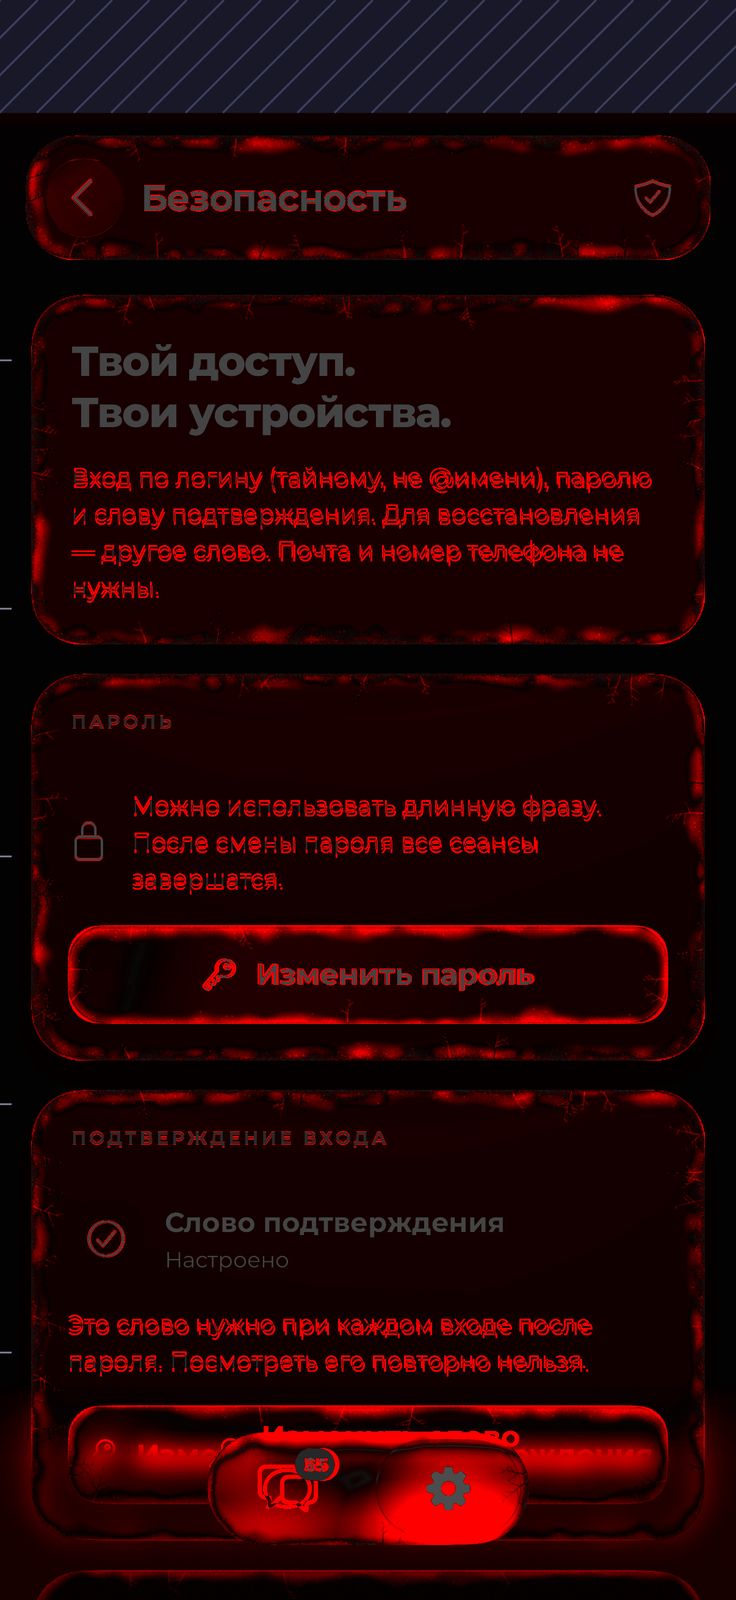 Безопасность
Твой доступ.
Твои устройства.
Вход по логину (тайному, не @имени), паролю
и слову подтверждения. Для восстановления
— другое слово. Почта и номер телефона не
нужны.
ПАРОЛЬ
Можно использовать длинную фразу.
После смены пароля все сеансы
завершатся.
Изменить пароль
ПОДТВЕРЖДЕНИЕ ВХОДА
Слово подтверждения
Настроено
Это слово нужно при каждом входе после
пароля. Посмотреть его повторно нельзя.